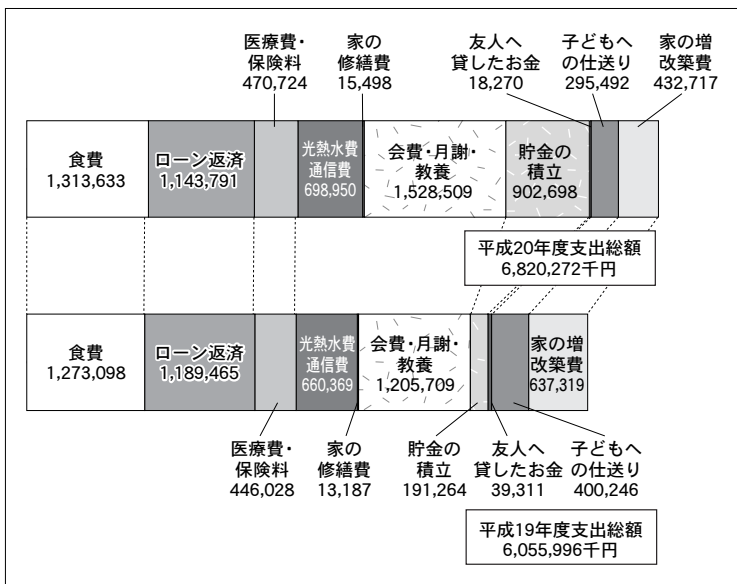 医療費・
保険料
470,724
家の
修繕費
15,498
友人へ
貸したお金
18,270
子どもへ
の仕送り
295,492
家の増
改築費
432,717
食費
1,313,633
ローン返済
1,143,791
光熱水費
通信費
698,950
会費・月謝・
教養
1,528,509
貯金の
積立
902,698
平成20年度支出総額
6,820,272千円
食費
1,273,098
ローン返済
1,189,465
光熱水費
通信費
660,369
会費・月謝・
教養
1,205,709
家の増
改築費
637,319
医療費・
保険料
446,028
家の
修繕費
13,187
貯金の
積立
191,264
友人へ
貸したお金
39,311
子どもへ
の仕送り
400,246
平成19年度支出総額
6,055,996千円